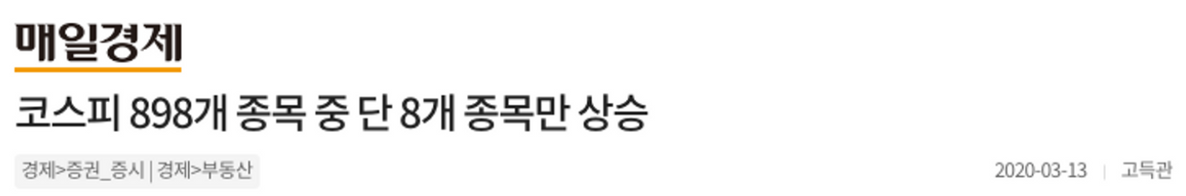 매일경제
코스피 898개 종목 중 단 8개 종목만 상승
경제>증권_증시 | 경제>부동산
2020-03-13 | 고득관